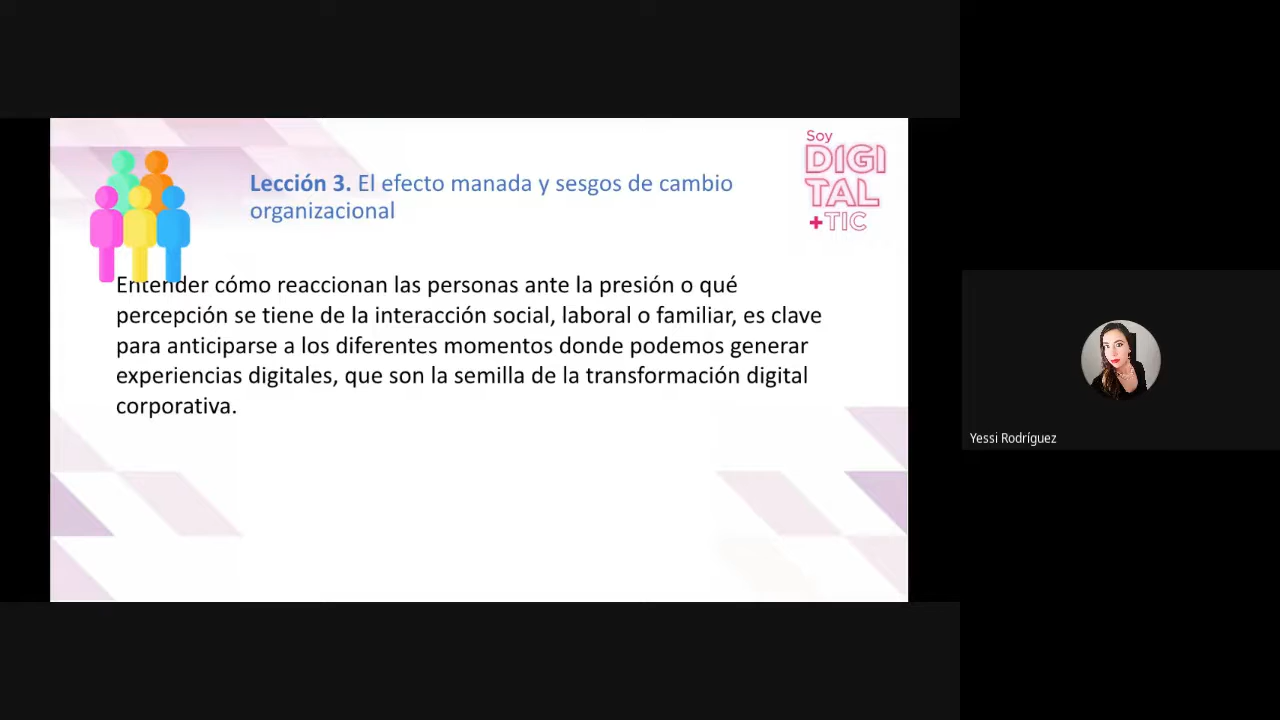 Soy
DIGI
TAL
+TIC
Lección 3. El efecto manada y sesgos de cambio
organizacional
Entender cómo reaccionan las personas ante la presión o qué
percepción se tiene de la interacción social, laboral o familiar, es clave
para anticiparse a los diferentes momentos donde podemos generar
experiencias digitales, que son la semilla de la transformación digital
corporativa.
Yessi Rodríguez